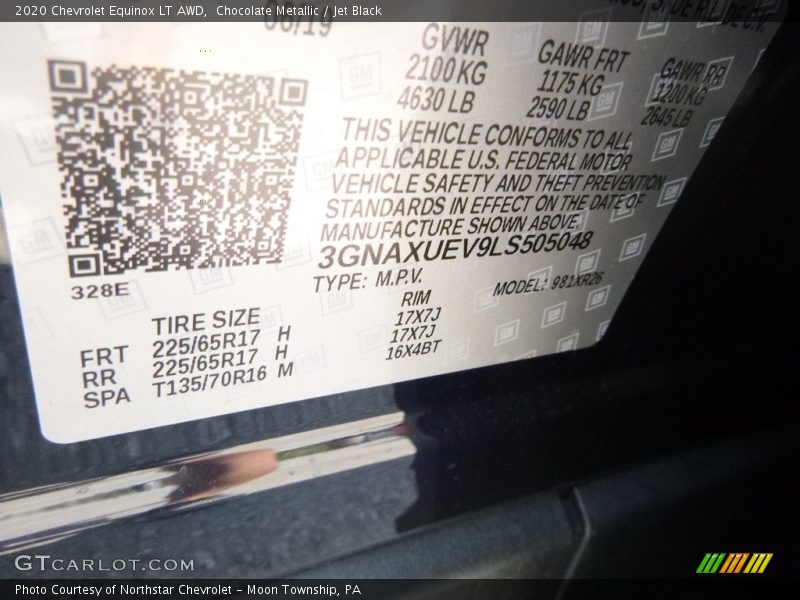 2020 Chevrolet Equinox LT AWD, Chocolate Metallic / Jet Black
06/19
S. DE R.L. DE C.V.
GVWR GAWR FRT GAWR RR
2100 KG 1175 KG 1200 KG
4630 LB 2590 LB 2645 LB
THIS VEHICLE CONFORMS TO ALL
APPLICABLE U.S. FEDERAL MOTOR
VEHICLE SAFETY AND THEFT PREVENTION
STANDARDS IN EFFECT ON THE DATE OF
MANUFACTURE SHOWN ABOVE.
3GNAXUEV9LS505048
TYPE: M.P.V. MODEL: 981XR26
328E
TIRE SIZE RIM
FRT 225/65R17 H 17X7J
RR 225/65R17 H 17X7J
SPA T135/70R16 M 16X4BT
GTCARLOT.COM
Photo Courtesy of Northstar Chevrolet - Moon Township, PA